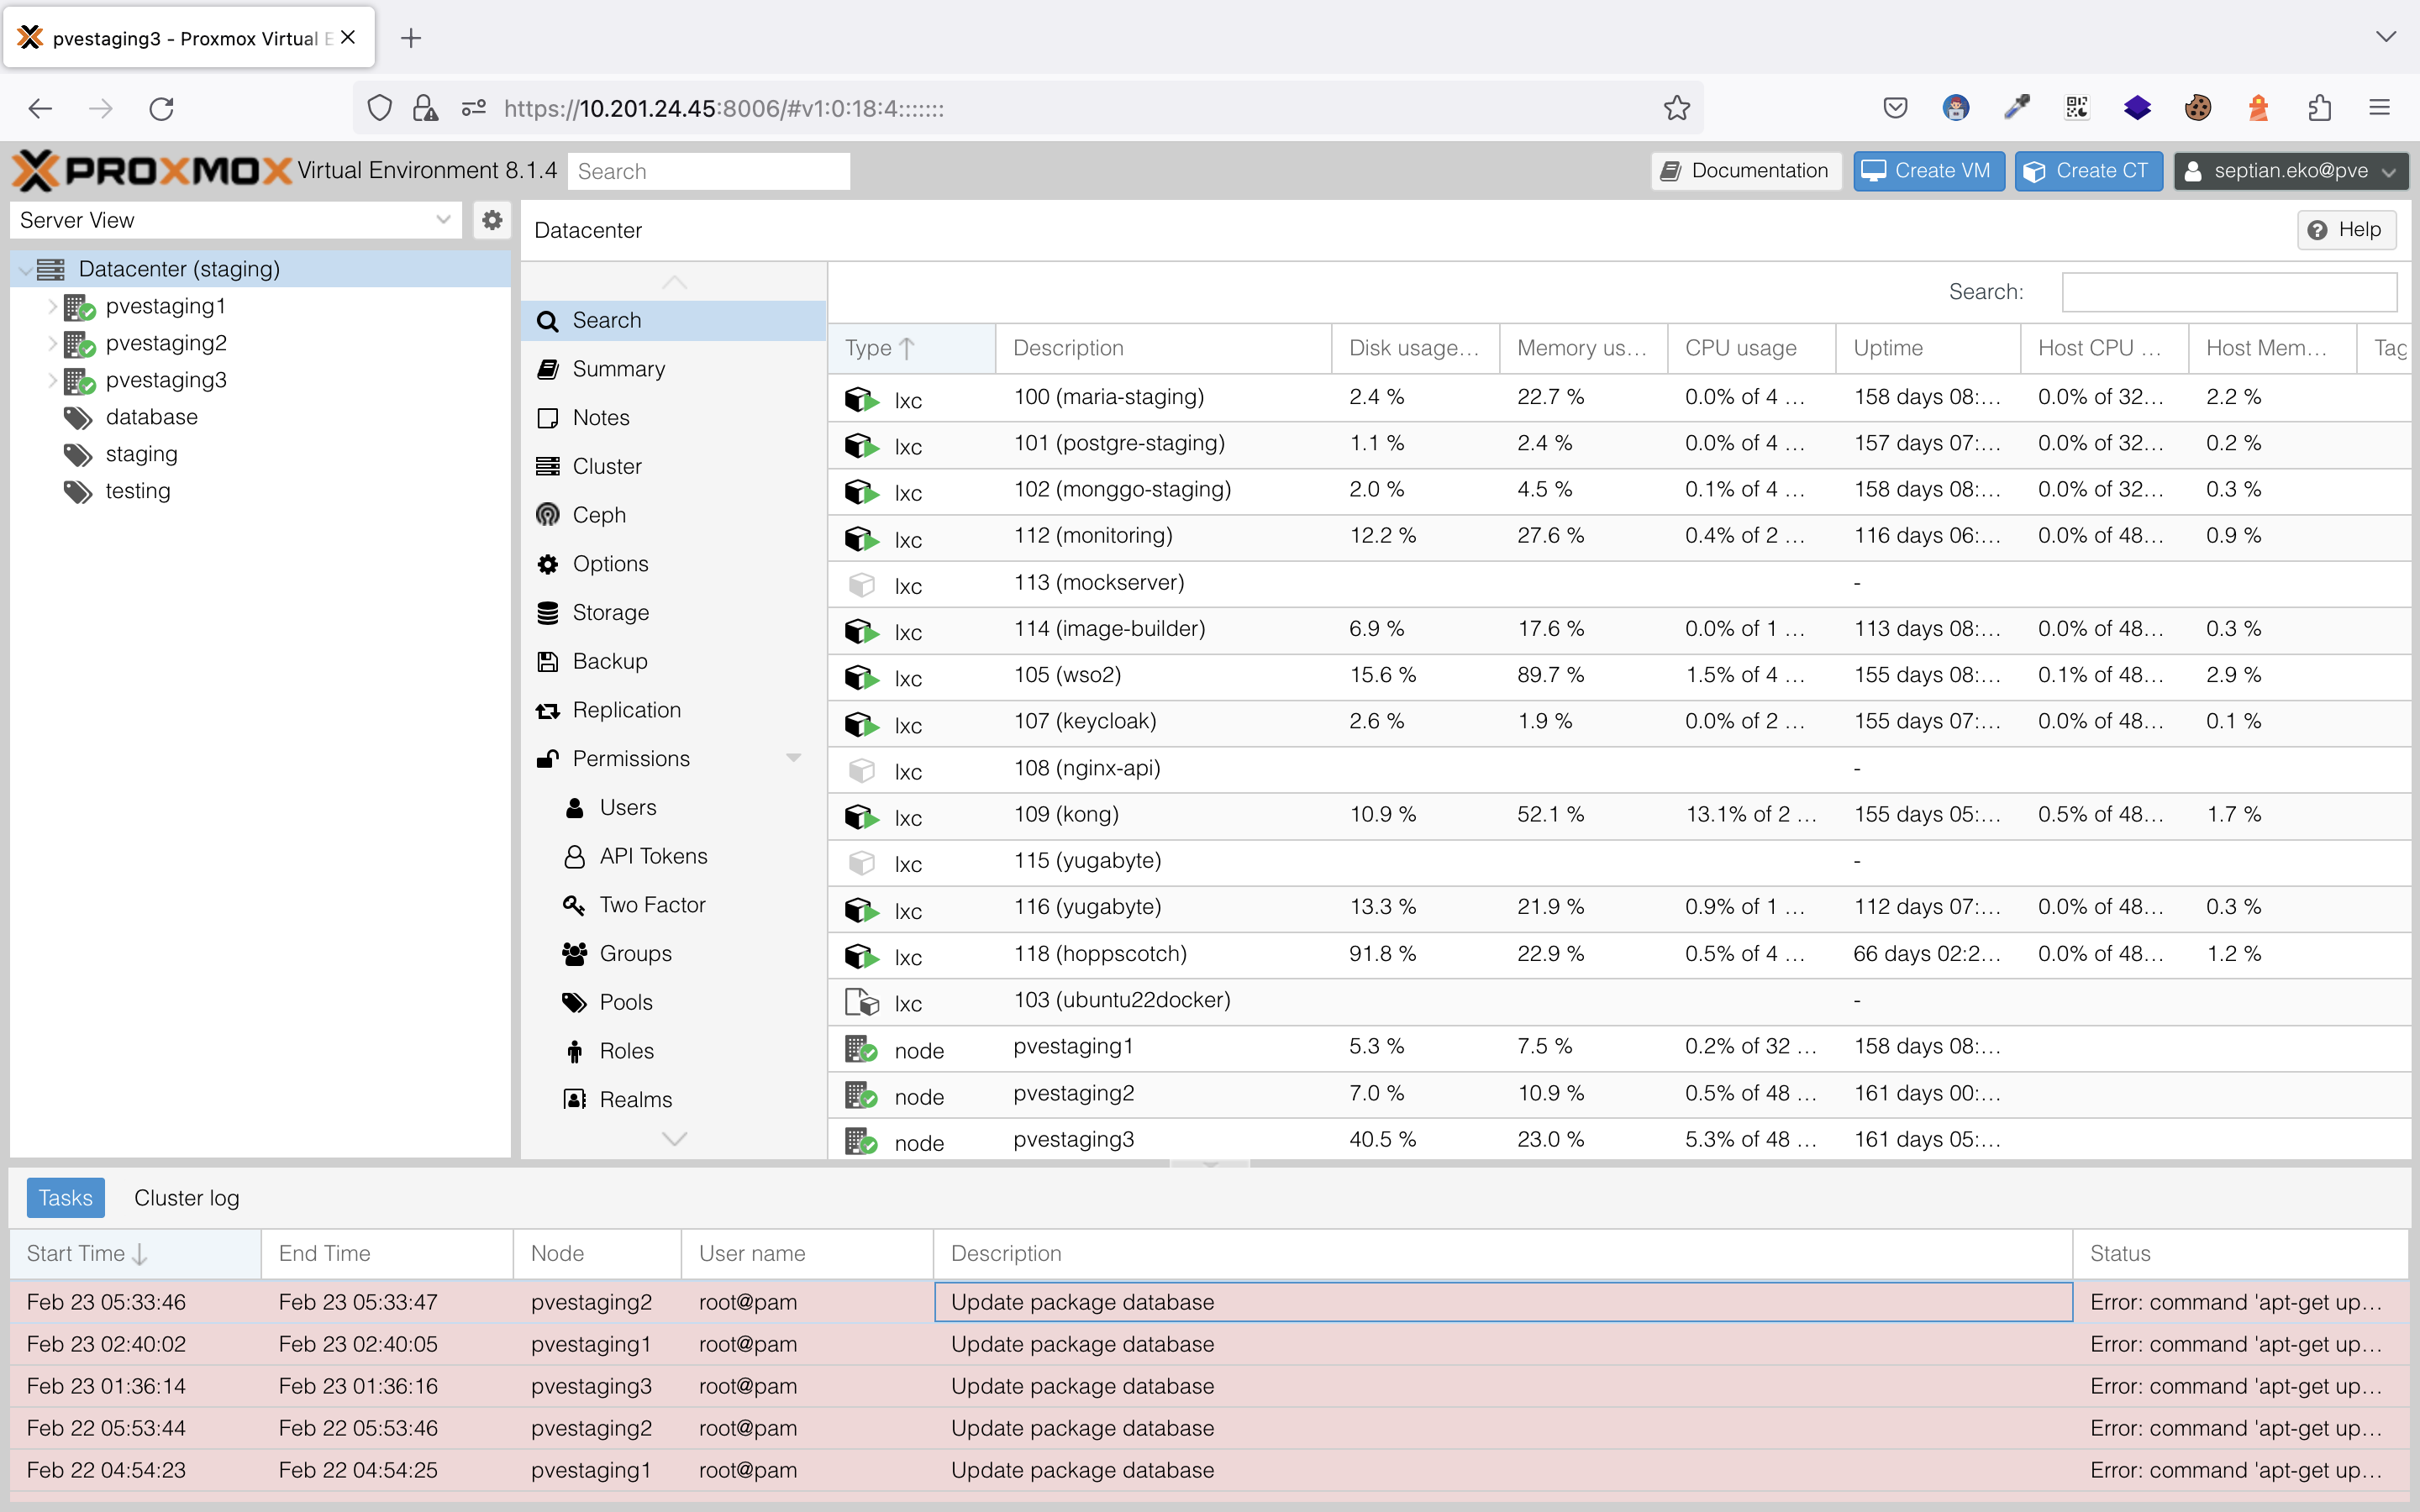 pvestaging3 - Proxmox Virtual E
https://10.201.24.45:8006/#v1:0:18:4:::::::
PROXMOX Virtual Environment 8.1.4 Search Documentation Create VM Create CT septian.eko@pve
Server View
Datacenter (staging)
pvestaging1
pvestaging2
pvestaging3
database
staging
testing
Datacenter Help
Search
Summary
Notes
Cluster
Ceph
Options
Storage
Backup
Replication
Permissions
Users
API Tokens
Two Factor
Groups
Pools
Roles
Realms
Search:
Type Description Disk usage... Memory us... CPU usage Uptime Host CPU ... Host Mem... Tag
lxc 100 (maria-staging) 2.4 % 22.7 % 0.0% of 4 ... 158 days 08:... 0.0% of 32... 2.2 %
lxc 101 (postgre-staging) 1.1 % 2.4 % 0.0% of 4 ... 157 days 07:... 0.0% of 32... 0.2 %
lxc 102 (monggo-staging) 2.0 % 4.5 % 0.1% of 4 ... 158 days 08:... 0.0% of 32... 0.3 %
lxc 112 (monitoring) 12.2 % 27.6 % 0.4% of 2 ... 116 days 06:... 0.0% of 48... 0.9 %
lxc 113 (mockserver) -
lxc 114 (image-builder) 6.9 % 17.6 % 0.0% of 1 ... 113 days 08:... 0.0% of 48... 0.3 %
lxc 105 (wso2) 15.6 % 89.7 % 1.5% of 4 ... 155 days 08:... 0.1% of 48... 2.9 %
lxc 107 (keycloak) 2.6 % 1.9 % 0.0% of 2 ... 155 days 07:... 0.0% of 48... 0.1 %
lxc 108 (nginx-api) -
lxc 109 (kong) 10.9 % 52.1 % 13.1% of 2 ... 155 days 05:... 0.5% of 48... 1.7 %
lxc 115 (yugabyte) -
lxc 116 (yugabyte) 13.3 % 21.9 % 0.9% of 1 ... 112 days 07:... 0.0% of 48... 0.3 %
lxc 118 (hoppscotch) 91.8 % 22.9 % 0.5% of 4 ... 66 days 02:2... 0.0% of 48... 1.2 %
lxc 103 (ubuntu22docker) -
node pvestaging1 5.3 % 7.5 % 0.2% of 32 ... 158 days 08:...
node pvestaging2 7.0 % 10.9 % 0.5% of 48 ... 161 days 00:...
node pvestaging3 40.5 % 23.0 % 5.3% of 48 ... 161 days 05:...
Tasks Cluster log
Start Time End Time Node User name Description Status
Feb 23 05:33:46 Feb 23 05:33:47 pvestaging2 root@pam Update package database Error: command 'apt-get up...
Feb 23 02:40:02 Feb 23 02:40:05 pvestaging1 root@pam Update package database Error: command 'apt-get up...
Feb 23 01:36:14 Feb 23 01:36:16 pvestaging3 root@pam Update package database Error: command 'apt-get up...
Feb 22 05:53:44 Feb 22 05:53:46 pvestaging2 root@pam Update package database Error: command 'apt-get up...
Feb 22 04:54:23 Feb 22 04:54:25 pvestaging1 root@pam Update package database Error: command 'apt-get up...